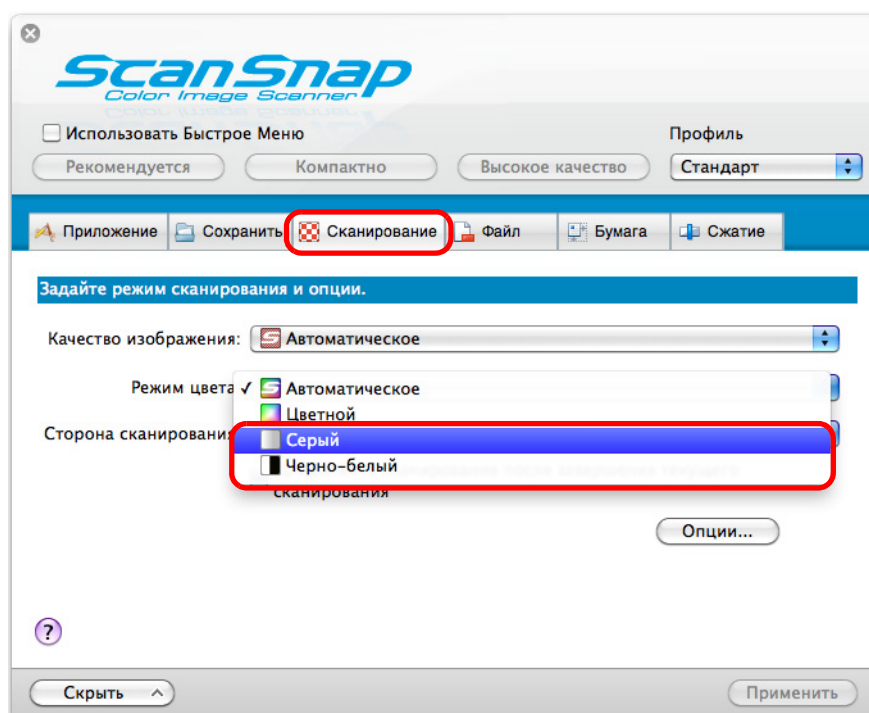 ScanSnap
Color Image Scanner
Использовать Быстрое Меню
Профиль
Рекомендуется Компактно Высокое качество Стандарт
Приложение Сохранить Сканирование Файл Бумага Сжатие
Задайте режим сканирования и опции.
Качество изображения: Автоматическое
Режим цвета ✓ Автоматическое
Цветной
Сторона сканирования
Серый
Черно-белый
сканирования
Опции...
?
Скрыть Применить